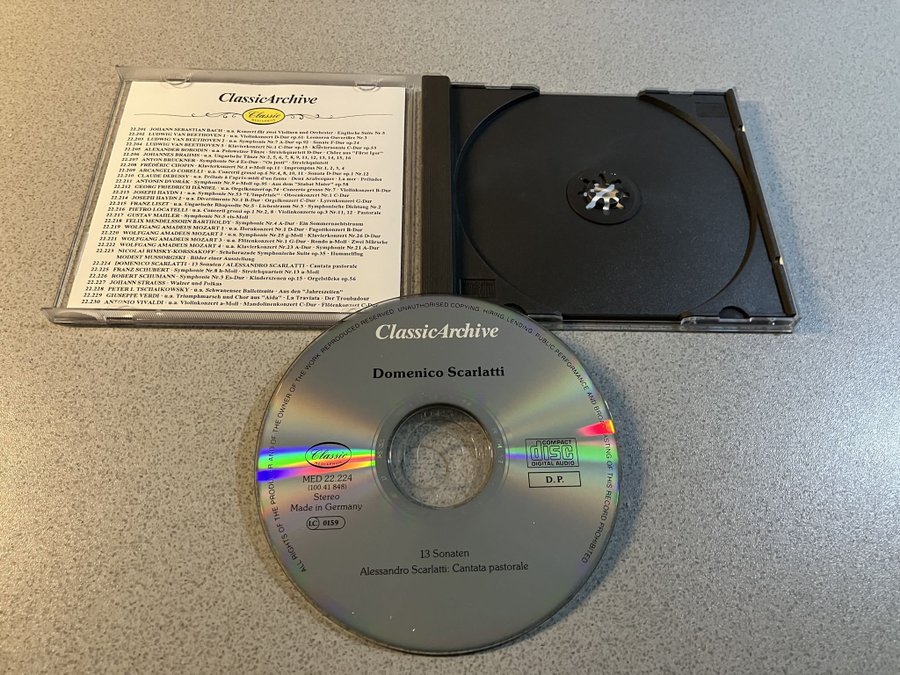 ClassicArchive
Classic
22.201 JOHANN SEBASTIAN BACH · u.a. Konzert für zwei Violinen und Orchester · Englische Suite Nr.3
22.202 LUDWIG VAN BEETHOVEN 1 · u.a. Violinkonzert D-Dur op.61 · Leonora Ouvertüre Nr.3
22.203 LUDWIG VAN BEETHOVEN 2 · u.a. Symphonie Nr.7 A-Dur op.92 · Sonate F-Dur op.24
22.204 LUDWIG VAN BEETHOVEN 3 · Klavierkonzert Nr.1 C-Dur op.15 · Klaviersonate C-Dur op.53
22.205 ALEXANDER BORODIN · u.a. Polowetzer Tänze · Streichquartett D-Dur · Chöre aus "Fürst Igor"
22.206 JOHANNES BRAHMS · u.a. Ungarische Tänze Nr.2, 5, 6, 7, 8, 9, 11, 12, 13, 14, 15, 16
22.207 ANTON BRUCKNER · Symphonie Nr.4 Es-Dur · "Os justi" · Streichquintett
22.208 FRÉDÉRIC CHOPIN · Klavierkonzert Nr.1 e-Moll op.11 · Impromptus Nr.1, 2, 3, 4
22.209 ARCANGELO CORELLI · u.a. Concerti grossi op.6 Nr.4, 8, 10, 11 · Sonata D-Dur op.1 Nr.12
22.210 CLAUDE DEBUSSY · u.a. Prélude à l'après-midi d'un faune · Deux Arabesques · La mer · Préludes
22.211 ANTONIN DVORÁK · Symphonie Nr.9 e-Moll op.95 · Aus dem "Stabat Mater" op.58
22.212 GEORG FRIEDRICH HÄNDEL · u.a. Orgelkonzert op.74 · Concerto grosso Nr.7 · Violinkonzert B-Dur
22.213 JOSEPH HAYDN 1 · u.a. Symphonie Nr.53 "L'Impériale" · Oboenkonzert Nr.1 C-Dur
22.214 JOSEPH HAYDN 2 · u.a. Divertimento Nr.1 B-Dur · Orgelkonzert C-Dur · Lyrenkonzert G-Dur
22.215 FRANZ LISZT · u.a. Ungarische Rhapsodie Nr.5 · Liebestraum Nr.3 · Symphonische Dichtung Nr.2
22.216 PIETRO LOCATELLI · u.a. Concerti grossi op.1 Nr.2, 8 · Violinkonzerte op.3 Nr.11, 12 · Pastorale
22.217 GUSTAV MAHLER · Symphonie Nr.5 cis-Moll
22.218 FELIX MENDELSSOHN BARTHOLDY · Symphonie Nr.4 A-Dur · Ein Sommernachtstraum
22.219 WOLFGANG AMADEUS MOZART 1 · u.a. Hornkonzert Nr.1 D-Dur · Fagottkonzert B-Dur
22.220 WOLFGANG AMADEUS MOZART 2 · u.a. Symphonie Nr.25 g-Moll · Klavierkonzert Nr.26 D-Dur
22.221 WOLFGANG AMADEUS MOZART 3 · u.a. Flötenkonzert Nr.1 G-Dur · Rondo a-Moll · Zwei Märsche
22.222 WOLFGANG AMADEUS MOZART 4 · u.a. Klavierkonzert Nr.23 A-Dur · Symphonie Nr.21 A-Dur
22.223 NICOLAI RIMSKY-KORSSAKOFF · Scheherazade Symphonische Suite op.35 · Hummelflug
MODEST MUSSORGSKI · Bilder einer Ausstellung
22.224 DOMENICO SCARLATTI · 13 Sonaten / ALESSANDRO SCARLATTI · Cantata pastorale
22.225 FRANZ SCHUBERT · Symphonie Nr.8 h-Moll · Streichquartett Nr.13 a-Moll
22.226 ROBERT SCHUMANN · Symphonie Nr.3 Es-Dur · Kinderszenen op.15 · Orgelstücke op.56
22.227 JOHANN STRAUSS · Walzer und Polkas
22.228 PETER I. TSCHAIKOWSKY · u.a. Schwanensee Ballettsuite · Aus den "Jahreszeiten"
22.229 GIUSEPPE VERDI · u.a. Triumphmarsch und Chor aus "Aida" · La Traviata · Der Troubadour
22.230 ANTONIO VIVALDI · u.a. Violinkonzert a-Moll · Mandolinenkonzert C-Dur · Flötenkonzert C-Dur
ALL RIGHTS OF THE PRODUCER AND OF THE OWNER OF THE WORK REPRODUCED RESERVED. UNAUTHORISED COPYING, HIRING, LENDING, PUBLIC PERFORMANCE AND BROADCASTING OF THIS RECORD PROHIBITED
ClassicArchive
Domenico Scarlatti
Classic
MED 22.224
(100 41 848)
Stereo
Made in Germany
LC 0159
COMPACT
disc
DIGITAL AUDIO
D.P.
13 Sonaten
Alessandro Scarlatti: Cantata pastorale